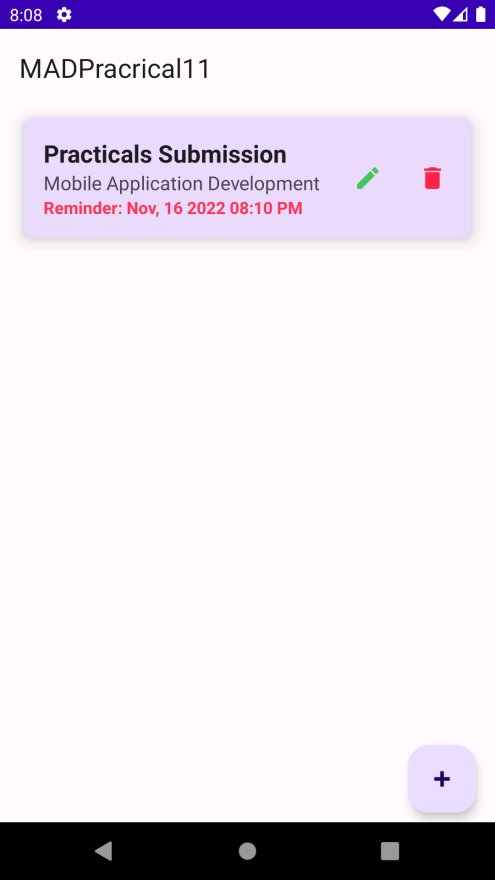 8:08
MADPracrical11
Practicals Submission
Mobile Application Development
Reminder: Nov, 16 2022 08:10 PM
+